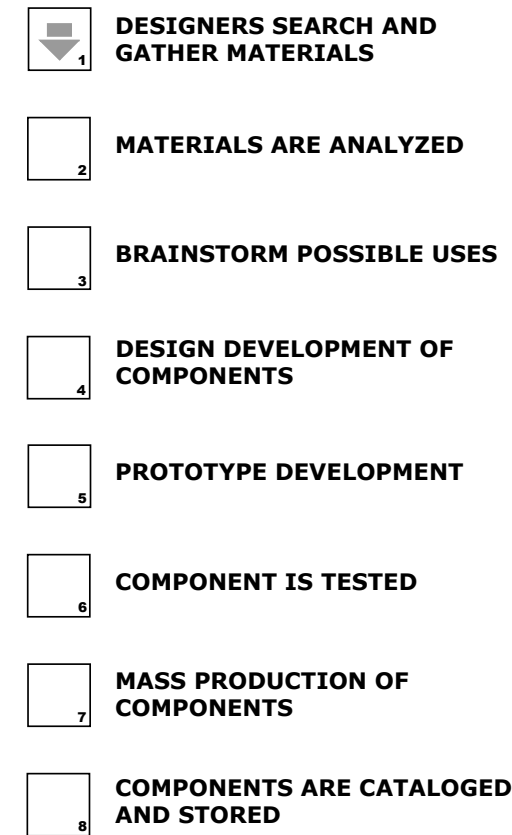 1
DESIGNERS SEARCH AND
GATHER MATERIALS
2
MATERIALS ARE ANALYZED
3
BRAINSTORM POSSIBLE USES
4
DESIGN DEVELOPMENT OF
COMPONENTS
5
PROTOTYPE DEVELOPMENT
6
COMPONENT IS TESTED
7
MASS PRODUCTION OF
COMPONENTS
8
COMPONENTS ARE CATALOGED
AND STORED